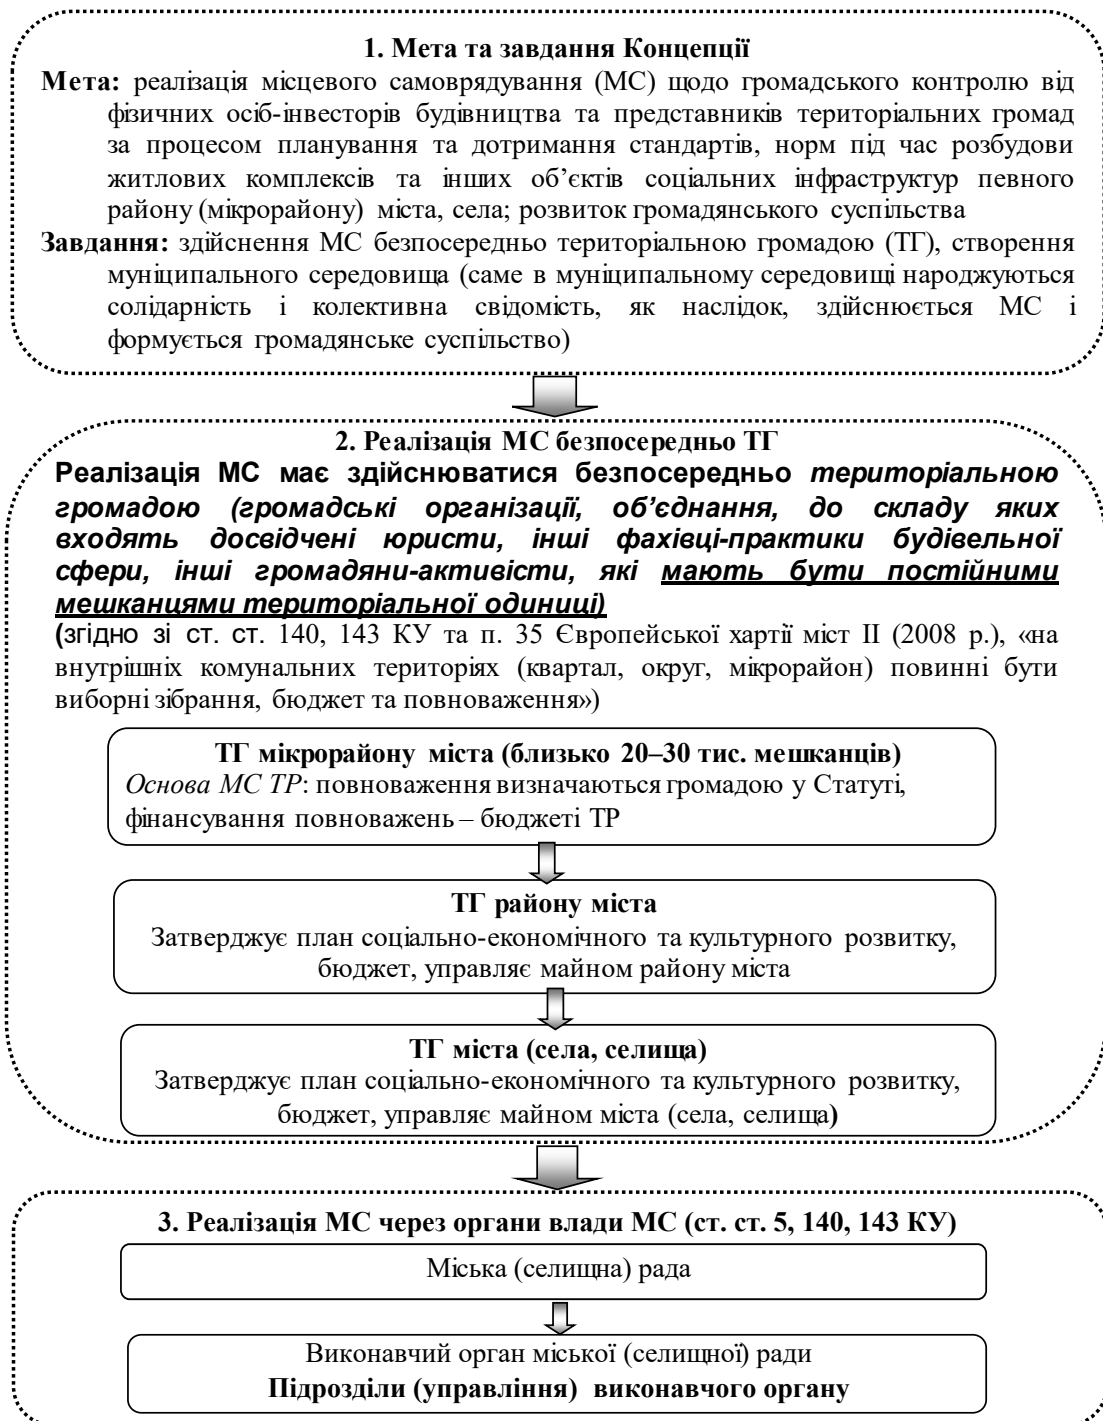 1. Мета та завдання Концепції
Мета: реалізація місцевого самоврядування (МС) щодо громадського контролю від
фізичних осіб-інвесторів будівництва та представників територіальних громад
за процесом планування та дотримання стандартів, норм під час розбудови
житлових комплексів та інших об’єктів соціальних інфраструктур певного
району (мікрорайону) міста, села; розвиток громадянського суспільства
Завдання: здійснення МС безпосередньо територіальною громадою (ТГ), створення
муніципального середовища (саме в муніципальному середовищі народжуються
солідарність і колективна свідомість, як наслідок, здійснюється МС і
формується громадянське суспільство)
2. Реалізація МС безпосередньо ТГ
Реалізація МС має здійснюватися безпосередньо територіальною
громадою (громадські організації, об’єднання, до складу яких
входять досвідчені юристи, інші фахівці-практики будівельної
сфери, інші громадяни-активісти, які мають бути постійними
мешканцями територіальної одиниці)
(згідно зі ст. ст. 140, 143 КУ та п. 35 Європейської хартії міст II (2008 р.), «на
внутрішніх комунальних територіях (квартал, округ, мікрорайон) повинні бути
виборні зібрання, бюджет та повноваження»)
ТГ мікрорайону міста (близько 20–30 тис. мешканців)
Основа МС ТР: повноваження визначаються громадою у Статуті,
фінансування повноважень – бюджеті ТР
ТГ району міста
Затверджує план соціально-економічного та культурного розвитку,
бюджет, управляє майном району міста
ТГ міста (села, селища)
Затверджує план соціально-економічного та культурного розвитку,
бюджет, управляє майном міста (села, селища)
3. Реалізація МС через органи влади МС (ст. ст. 5, 140, 143 КУ)
Міська (селищна) рада
Виконавчий орган міської (селищної) ради
Підрозділи (управління) виконавчого органу